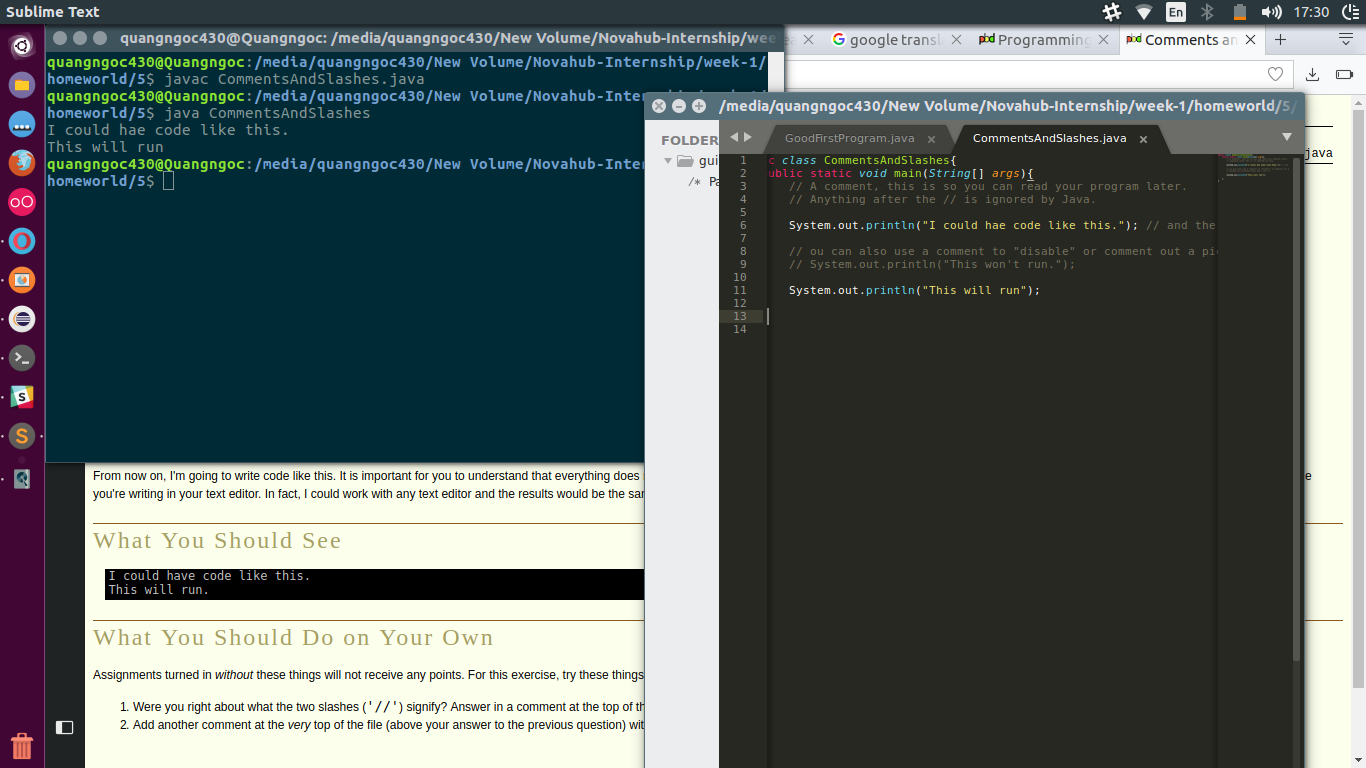 Sublime Text
En
17:30
quangngoc430@Quangngoc: /media/quangngoc430/New Volume/Novahub-Internship/wee
quangngoc430@Quangngoc:/media/quangngoc430/New Volume/Novahub-Internship/week-1/
homeworld/5$ javac CommentsAndSlashes.java
quangngoc430@Quangngoc:/media/quangngoc430/New Volume/Novahub-Inter
homeworld/5$ java CommentsAndSlashes
I could hae code like this.
This will run
quangngoc430@Quangngoc:/media/quangngoc430/New Volume/Novahub-Inter
homeworld/5$
google transl
Programming
Comments an
java
/media/quangngoc430/New Volume/Novahub-Internship/week-1/homeworld/5/
FOLDER
gui
/* Pa
GoodFirstProgram.java
CommentsAndSlashes.java
1 c class CommentsAndSlashes{
2 ublic static void main(String[] args){
3 // A comment, this is so you can read your program later.
4 // Anything after the // is ignored by Java.
5
6 System.out.println("I could hae code like this."); // and the
7
8 // ou can also use a comment to "disable" or comment out a pie
9 // System.out.println("This won't run.");
10
11 System.out.println("This will run");
12
13
14
From now on, I'm going to write code like this. It is important for you to understand that everything does
you're writing in your text editor. In fact, I could work with any text editor and the results would be the sa
What You Should See
I could have code like this.
This will run.
What You Should Do on Your Own
Assignments turned in without these things will not receive any points. For this exercise, try these things
1. Were you right about what the two slashes ('//') signify? Answer in a comment at the top of th
2. Add another comment at the very top of the file (above your answer to the previous question) wit